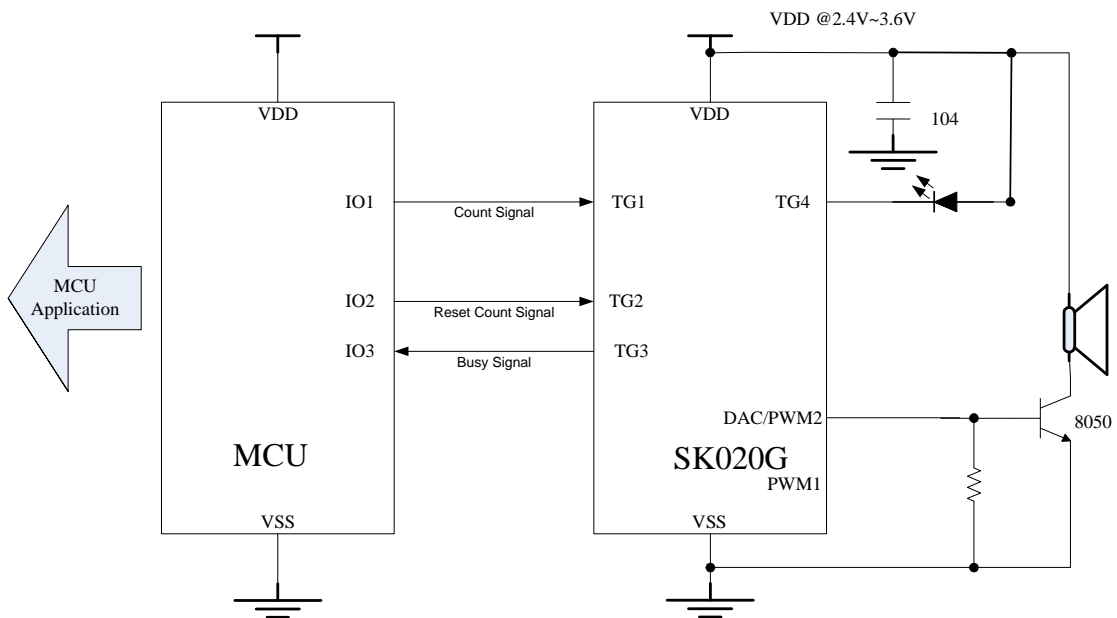 VDD @2.4V~3.6V
VDD
VDD
104
IO1
Count Signal
TG1
TG4
MCU
Application
IO2
Reset Count Signal
TG2
IO3
Busy Signal
TG3
DAC/PWM2
8050
MCU
SK020G
PWM1
VSS
VSS